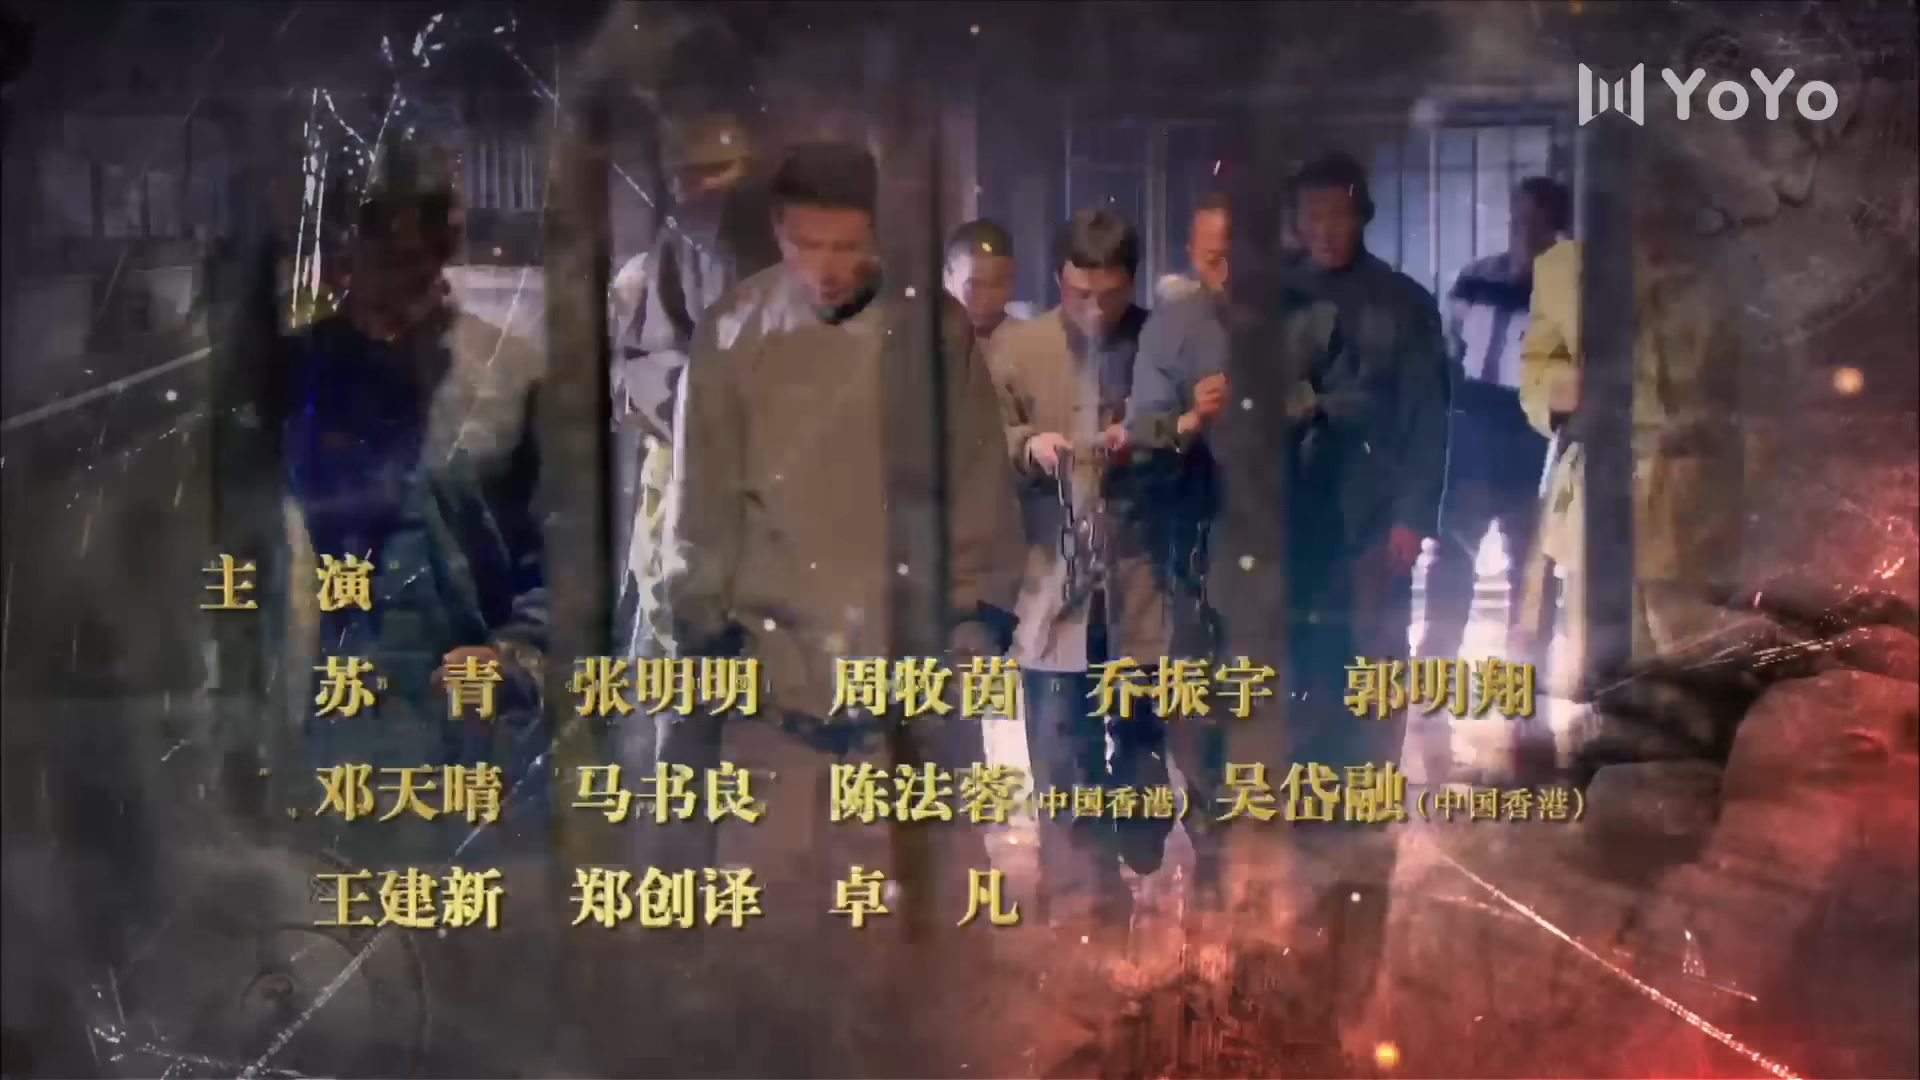 YoYo
主 演
苏 青 张明明 周牧茵 乔振宇 郭明翔
邓天晴 马书良 陈法蓉（中国香港） 吴岱融（中国香港）
王建新 郑创译 卓 凡